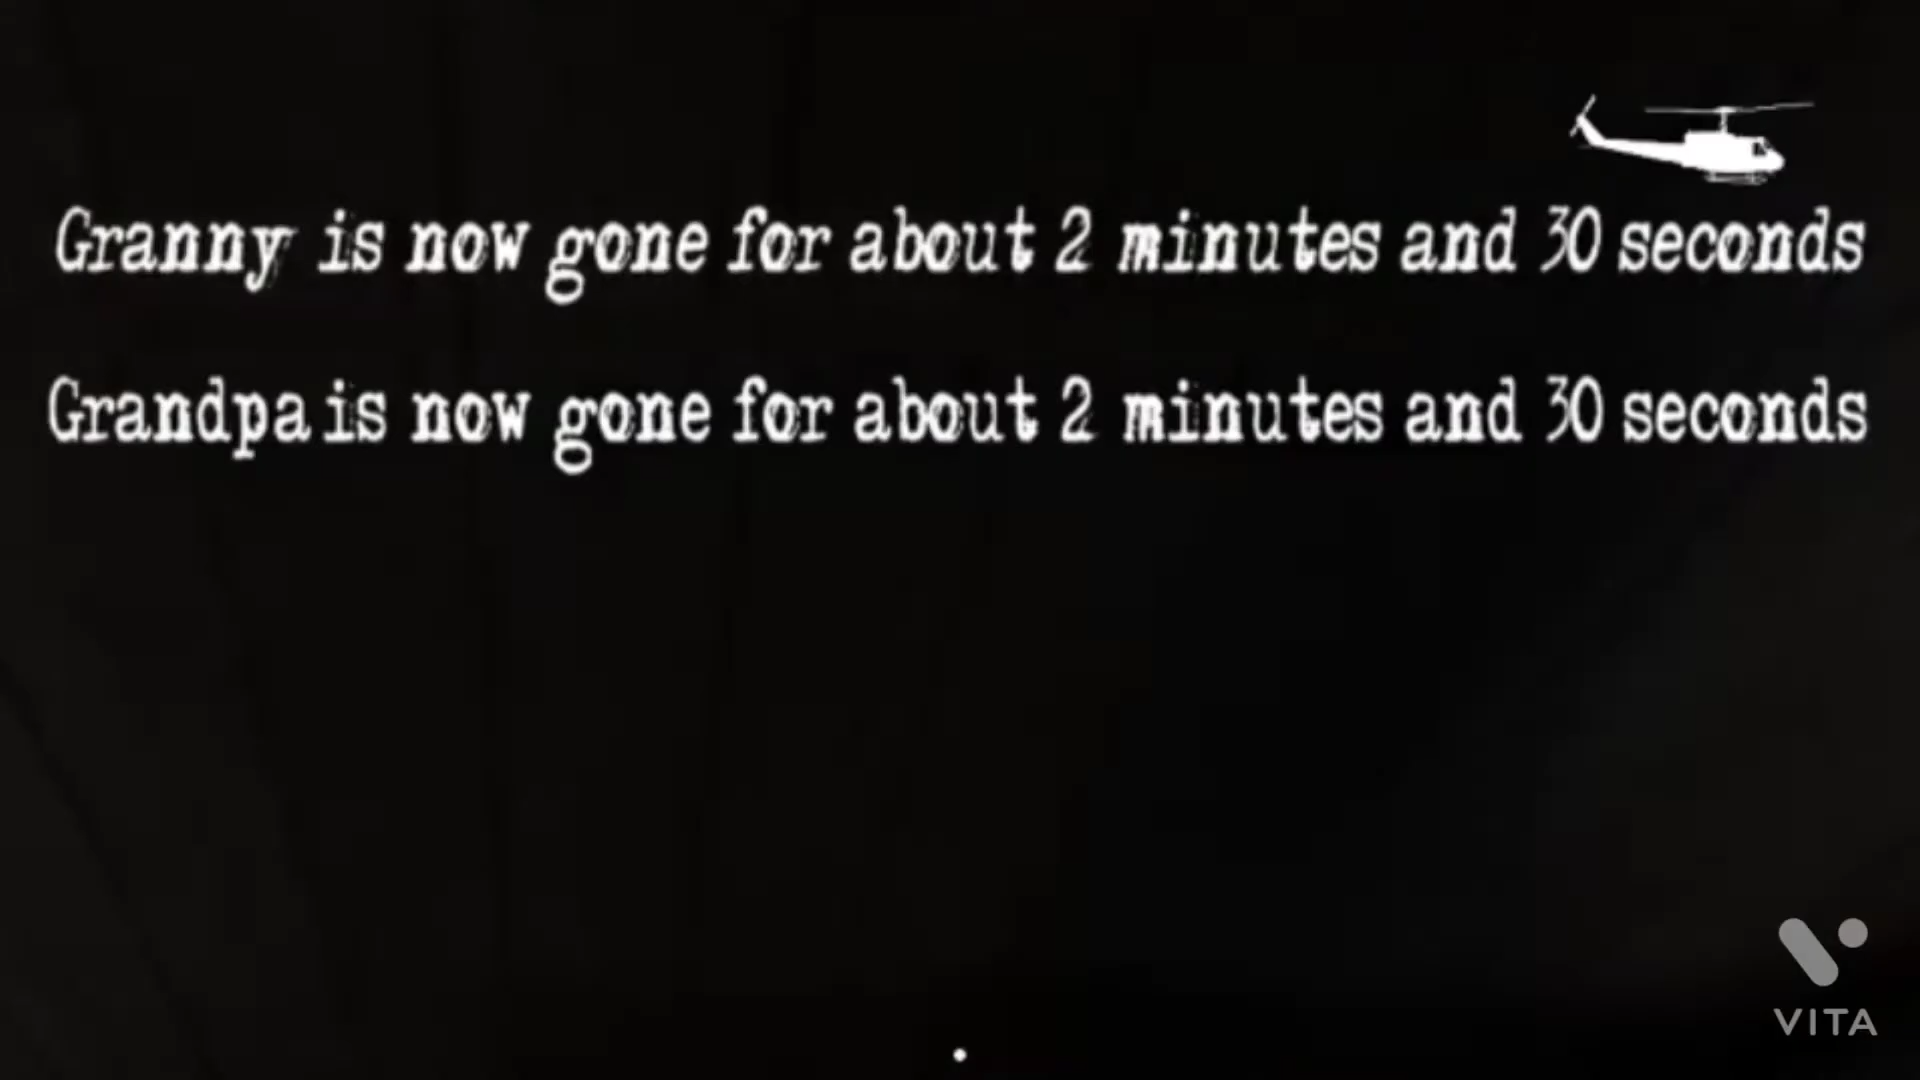 Granny is now gone for about 2 minutes and 30 seconds
Grandpa is now gone for about 2 minutes and 30 seconds
VITA